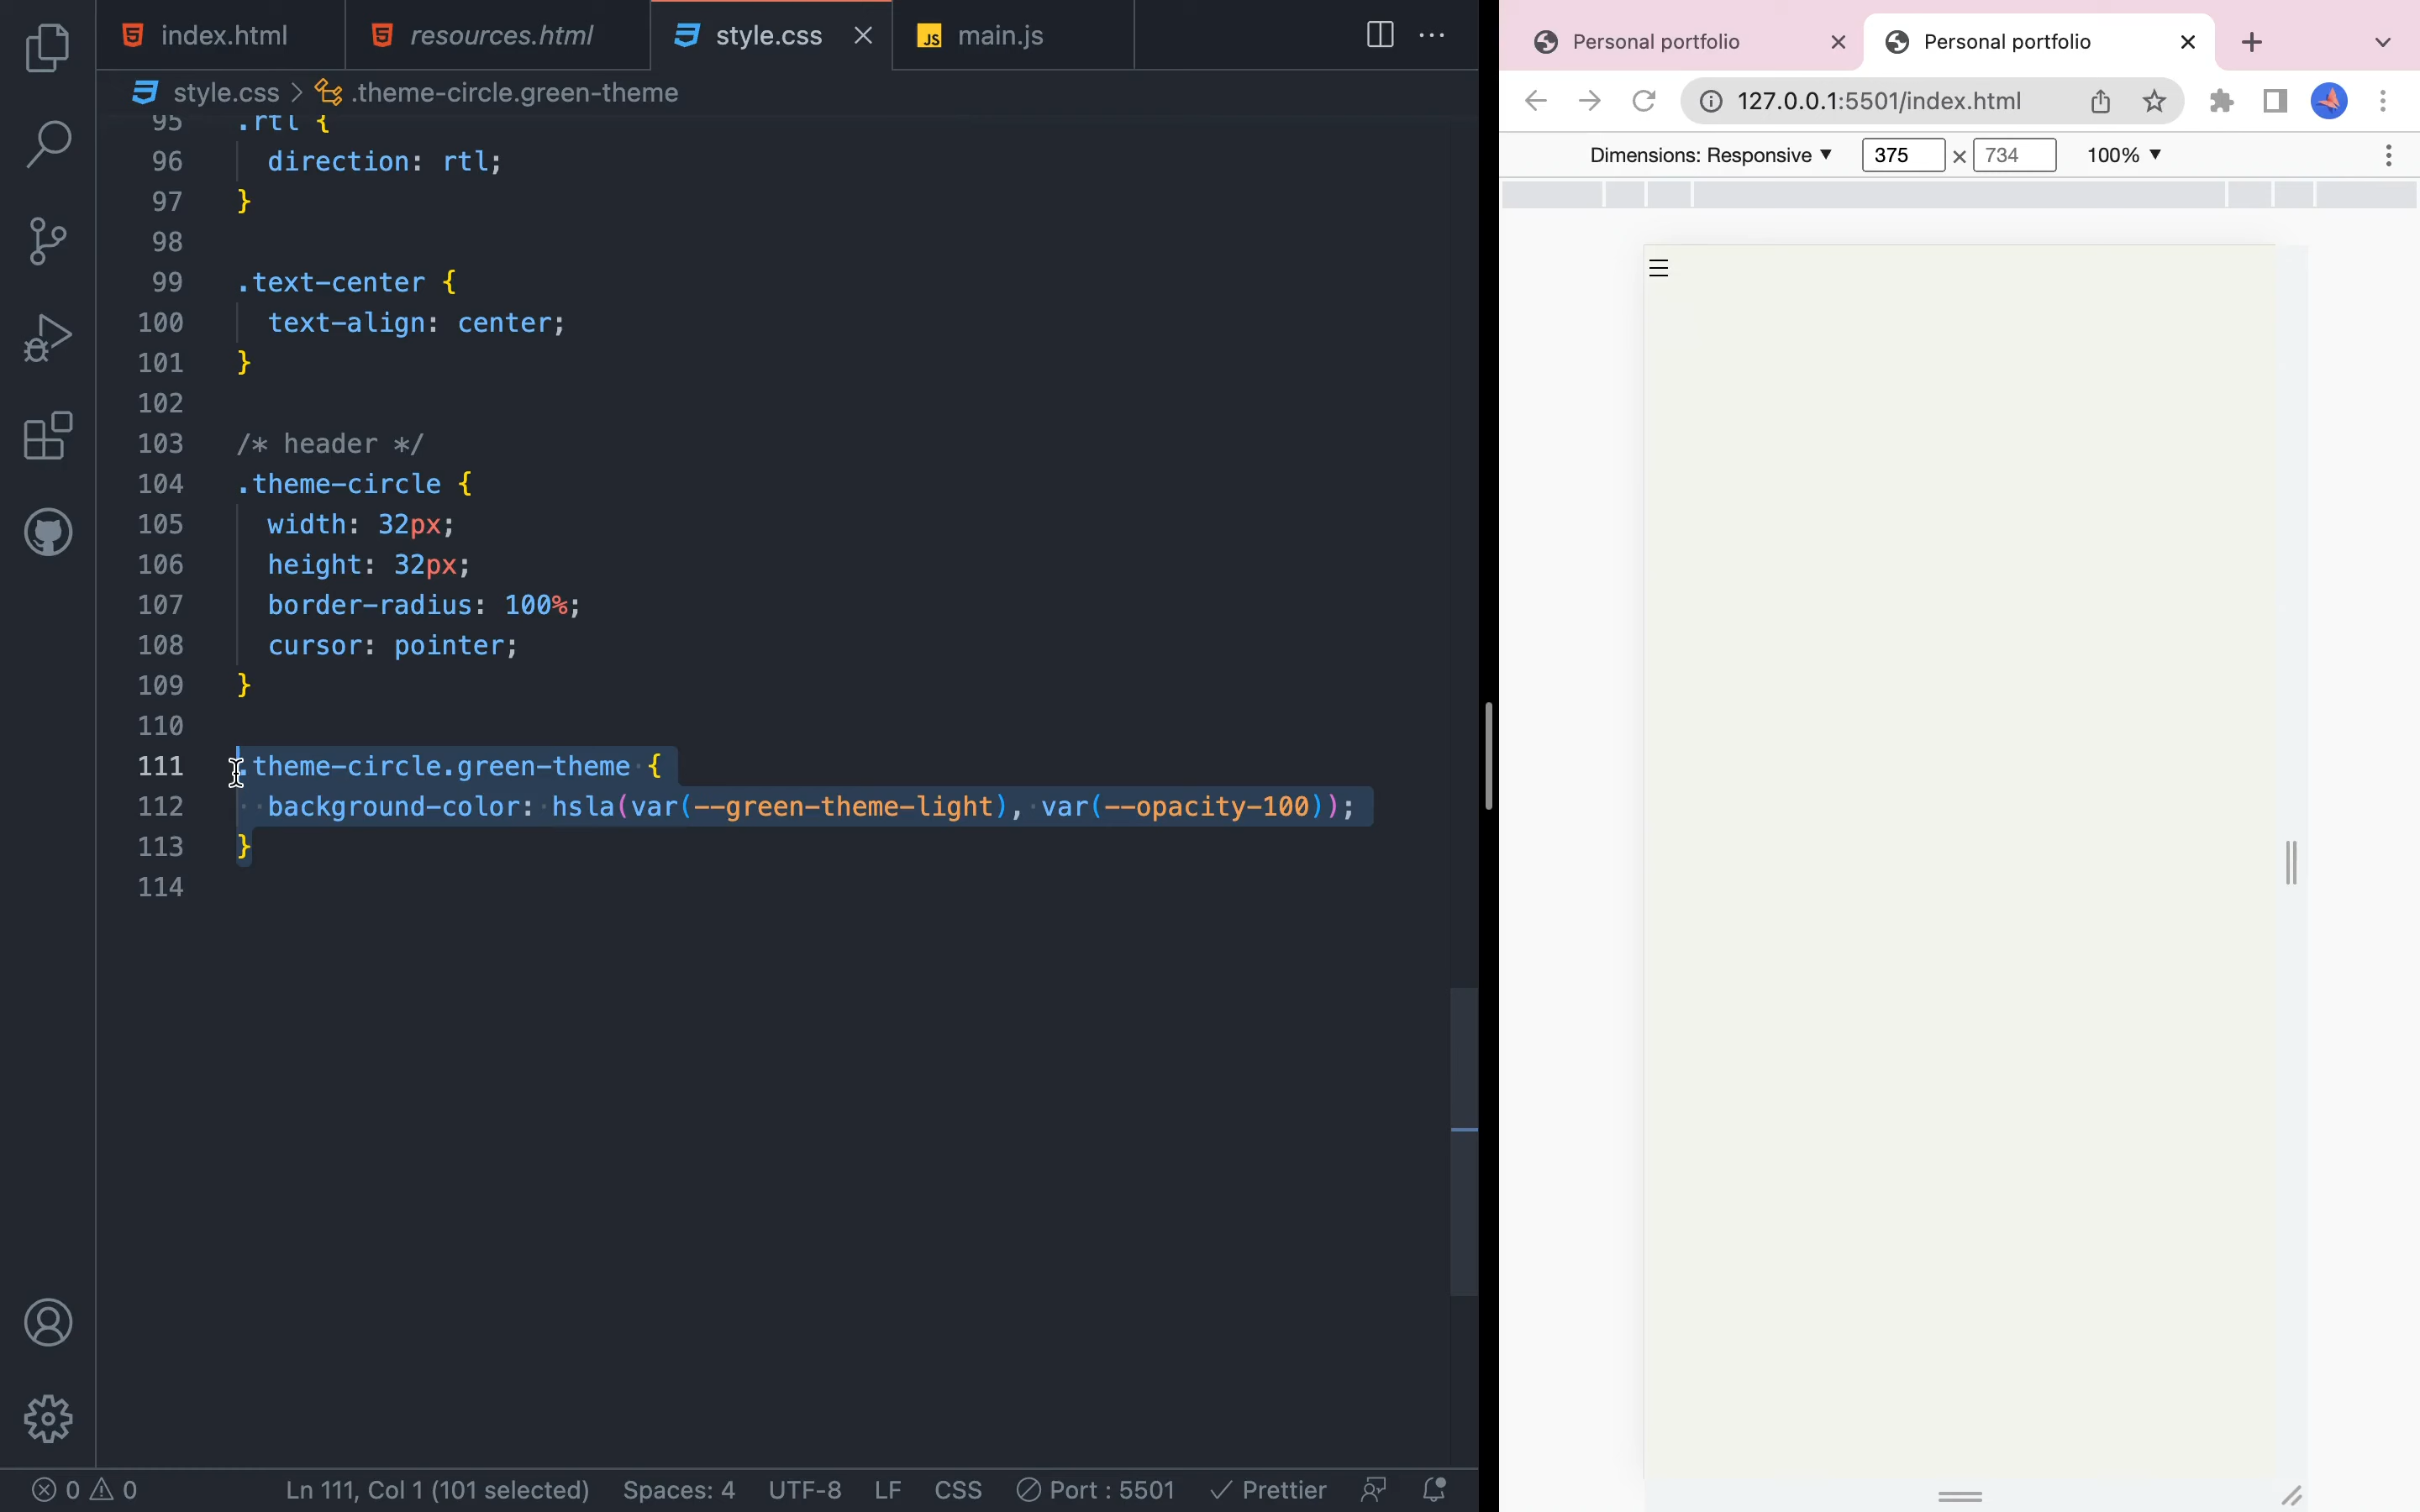 index.html resources.html style.css JS main.js
style.css > .theme-circle.green-theme
95 .rtl {
96 direction: rtl;
97 }
98
99 .text-center {
100 text-align: center;
101 }
102
103 /* header */
104 .theme-circle {
105 width: 32px;
106 height: 32px;
107 border-radius: 100%;
108 cursor: pointer;
109 }
110
111 .theme-circle.green-theme {
112 background-color: hsla(var(--green-theme-light), var(--opacity-100));
113 }
114
0 0 Ln 111, Col 1 (101 selected) Spaces: 4 UTF-8 LF CSS Port : 5501 Prettier
Personal portfolio Personal portfolio
127.0.0.1:5501/index.html
Dimensions: Responsive 375 × 734 100%